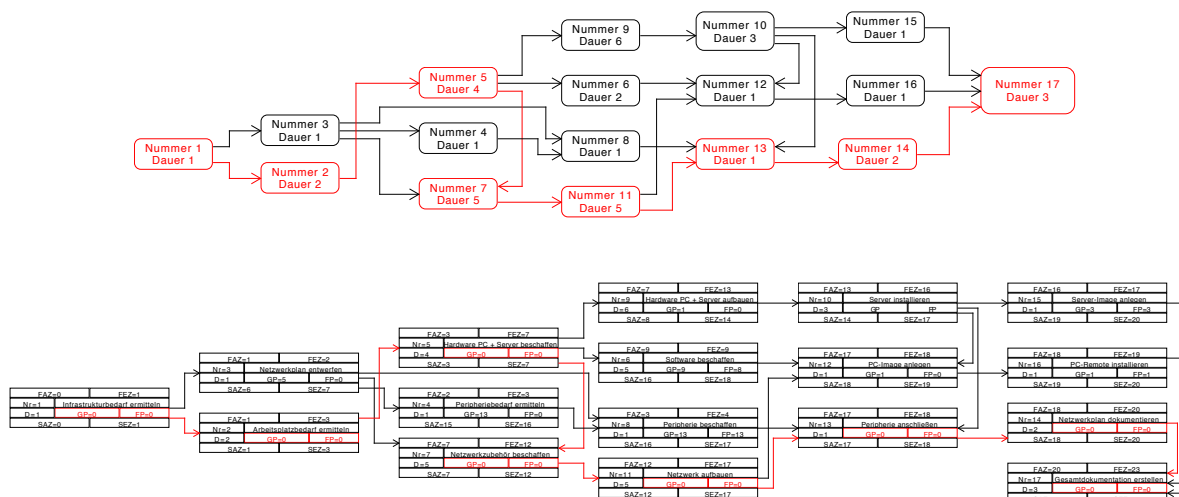 Nummer 9
Dauer 6
Nummer 10
Dauer 3
Nummer 15
Dauer 1
Nummer 5
Dauer 4
Nummer 6
Dauer 2
Nummer 12
Dauer 1
Nummer 16
Dauer 1
Nummer 17
Dauer 3
Nummer 3
Dauer 1
Nummer 4
Dauer 1
Nummer 8
Dauer 1
Nummer 1
Dauer 1
Nummer 13
Dauer 1
Nummer 14
Dauer 2
Nummer 2
Dauer 2
Nummer 7
Dauer 5
Nummer 11
Dauer 5
FAZ=7 FEZ=13
Nr=9 Hardware PC + Server aufbauen
D=6 GP=1 FP=0
SAZ=8 SEZ=14
FAZ=13 FEZ=16
Nr=10 Server installieren
D=3 GP FP
SAZ=14 SEZ=17
FAZ=16 FEZ=17
Nr=15 Server-Image anlegen
D=1 GP=3 FP=3
SAZ=19 SEZ=20
FAZ=3 FEZ=7
Nr=5 Hardware PC + Server beschaffen
D=4 GP=0 FP=0
SAZ=3 SEZ=7
FAZ=9 FEZ=9
Nr=6 Software beschaffen
D=5 GP=9 FP=8
SAZ=16 SEZ=18
FAZ=17 FEZ=18
Nr=12 PC-Image anlegen
D=1 GP=1 FP=0
SAZ=18 SEZ=19
FAZ=18 FEZ=19
Nr=16 PC-Remote installieren
D=1 GP=1 FP=1
SAZ=19 SEZ=20
FAZ=1 FEZ=2
Nr=3 Netzwerkplan entwerfen
D=1 GP=5 FP=0
SAZ=6 SEZ=7
FAZ=0 FEZ=1
Nr=1 Infrastrukturbedarf ermitteln
D=1 GP=0 FP=0
SAZ=0 SEZ=1
FAZ=2 FEZ=3
Nr=4 Peripheriebedarf ermitteln
D=1 GP=13 FP=0
SAZ=15 SEZ=16
FAZ=3 FEZ=4
Nr=8 Peripherie beschaffen
D=1 GP=13 FP=13
SAZ=16 SEZ=17
FAZ=17 FEZ=18
Nr=13 Peripherie anschließen
D=1 GP=0 FP=0
SAZ=17 SEZ=18
FAZ=18 FEZ=20
Nr=14 Netzwerkplan dokumentieren
D=2 GP=0 FP=0
SAZ=18 SEZ=20
FAZ=1 FEZ=3
Nr=2 Arbeitsplatzbedarf ermitteln
D=2 GP=0 FP=0
SAZ=1 SEZ=3
FAZ=7 FEZ=12
Nr=7 Netzwerkzubehör beschaffen
D=5 GP=0 FP=0
SAZ=7 SEZ=12
FAZ=12 FEZ=17
Nr=11 Netzwerk aufbauen
D=5 GP=0 FP=0
SAZ=12 SEZ=17
FAZ=20 FEZ=23
Nr=17 Gesamtdokumentation erstellen
D=3 GP=0 FP=0